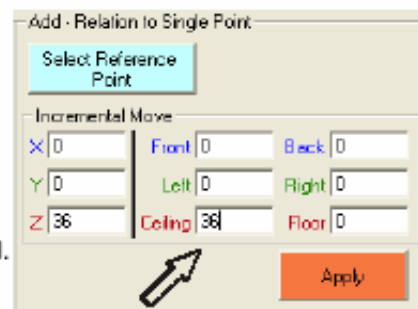 Add - Relation to Single Point
Select Reference
Point
Incremental Move
X 0 Front 0 Back 0
Y 0 Left 0 Right 0
Z 36 Ceiling 36 Floor 0
Apply